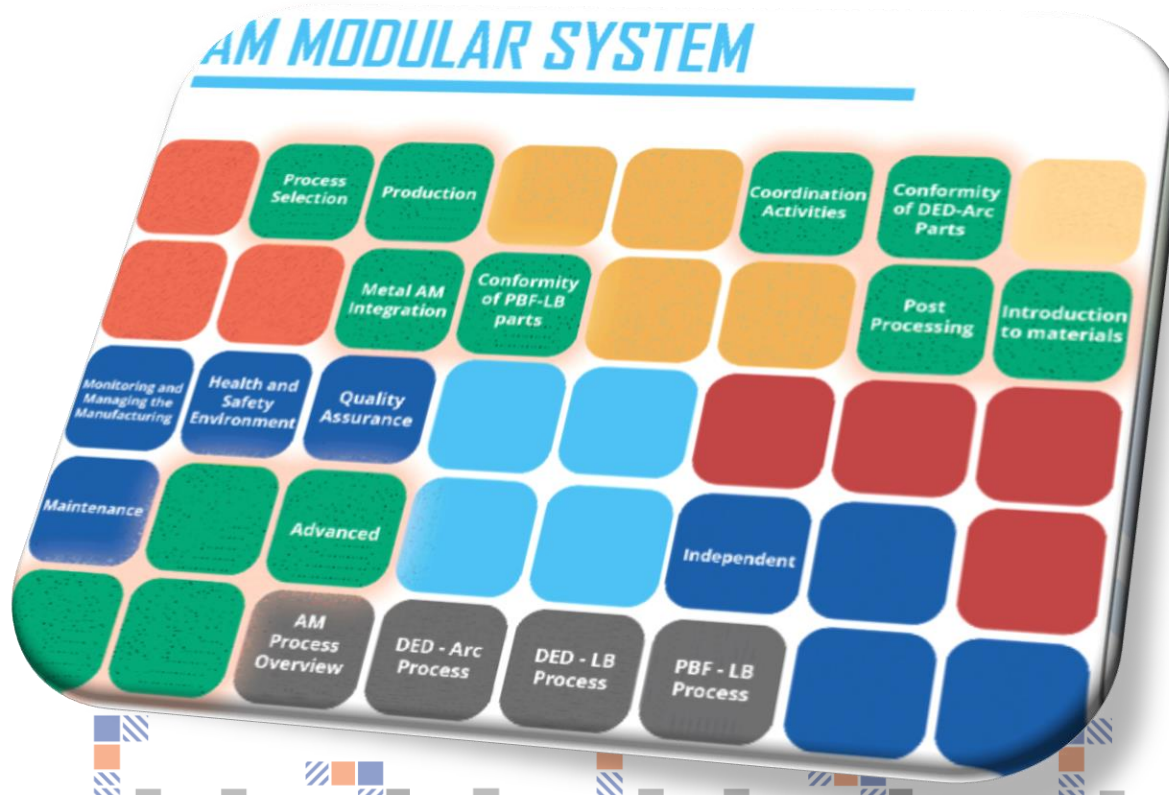 AM MODULAR SYSTEM
Process
Selection
Production
Coordination
Activities
Conformity
of DED-Arc
Parts
Metal AM
Integration
Conformity
of PBF-LB
parts
Post
Processing
Introduction
to materials
Monitoring and
Managing the
Manufacturing
Health and
Safety
Environment
Quality
Assurance
Maintenance
Advanced
Independent
AM
Process
Overview
DED - Arc
Process
DED - LB
Process
PBF - LB
Process